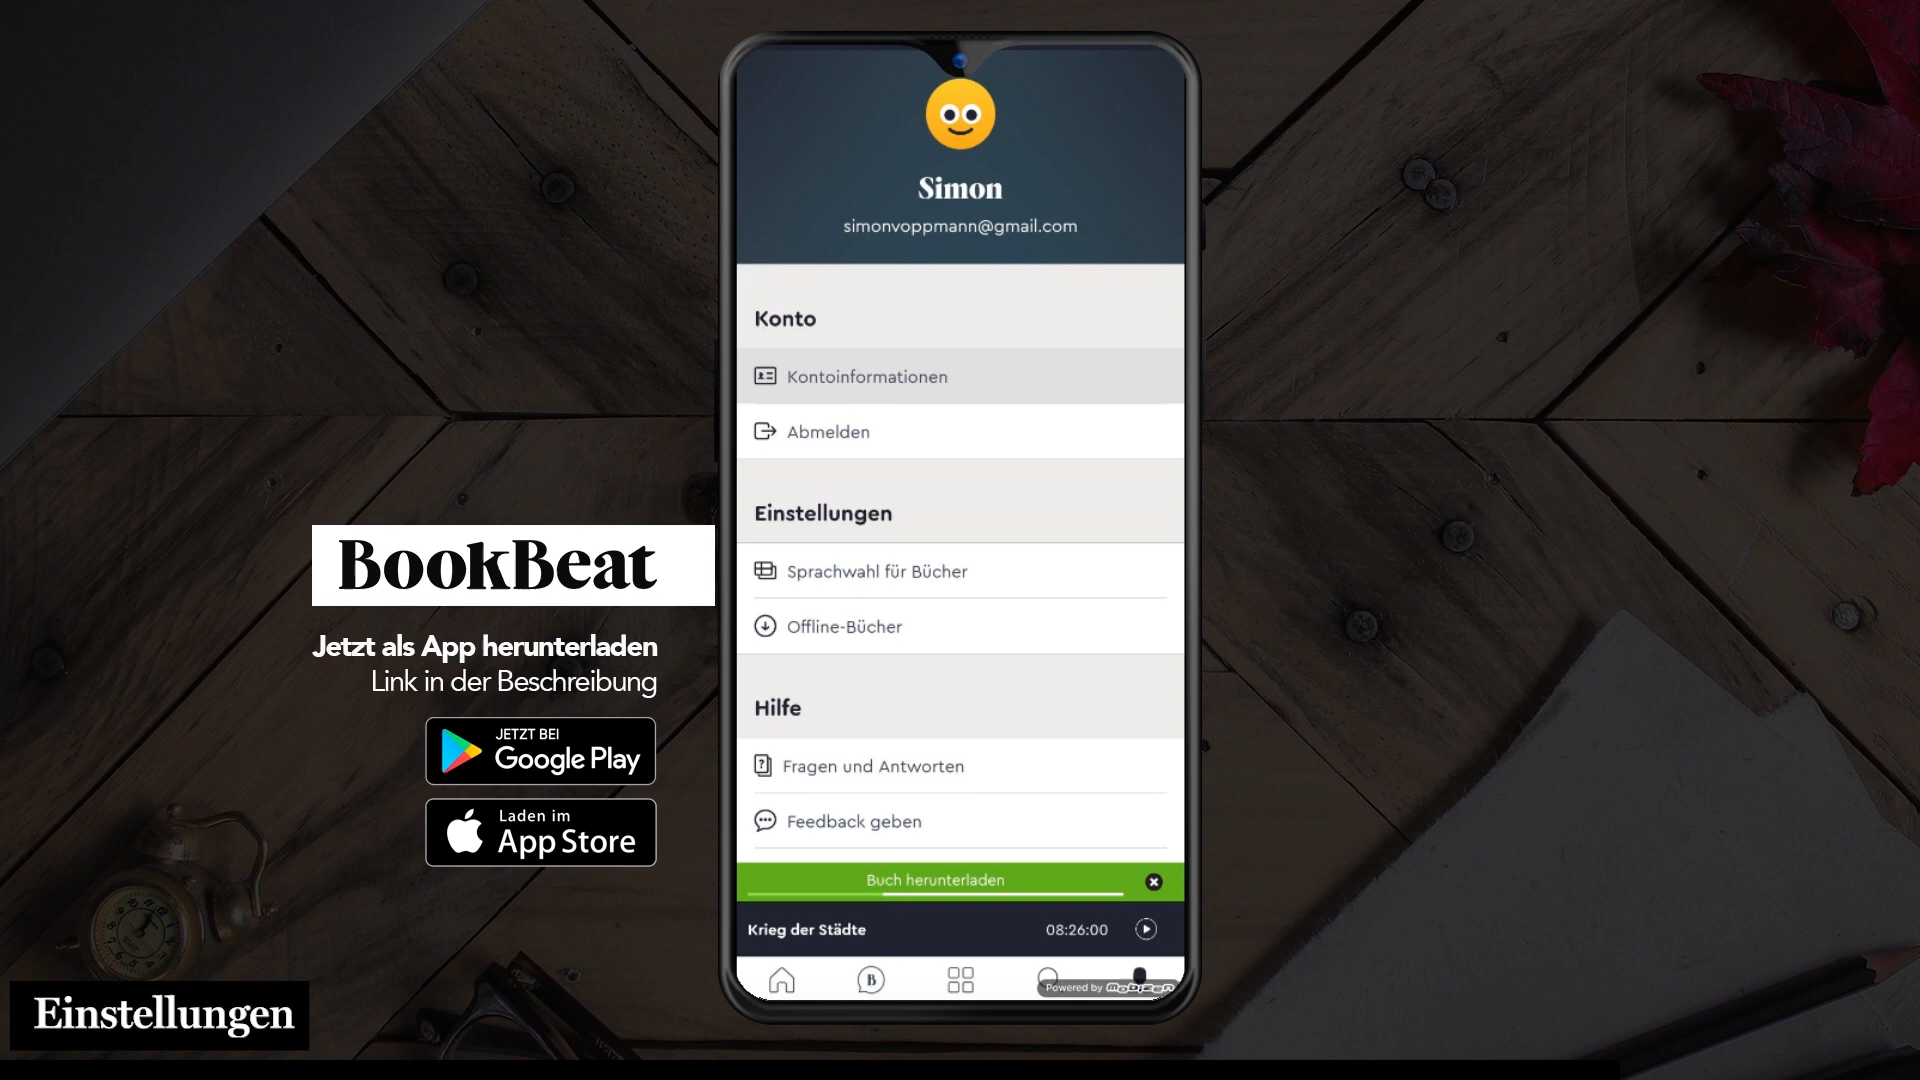 Simon
simonvoppmann@gmail.com
Konto
Kontoinformationen
Abmelden
Einstellungen
Sprachwahl für Bücher
Offline-Bücher
Hilfe
Fragen und Antworten
Feedback geben
Buch herunterladen
Krieg der Städte 08:26:00
B
Powered by Mobizen
BookBeat
Jetzt als App herunterladen
Link in der Beschreibung
JETZT BEI
Google Play
Laden im
App Store
Einstellungen